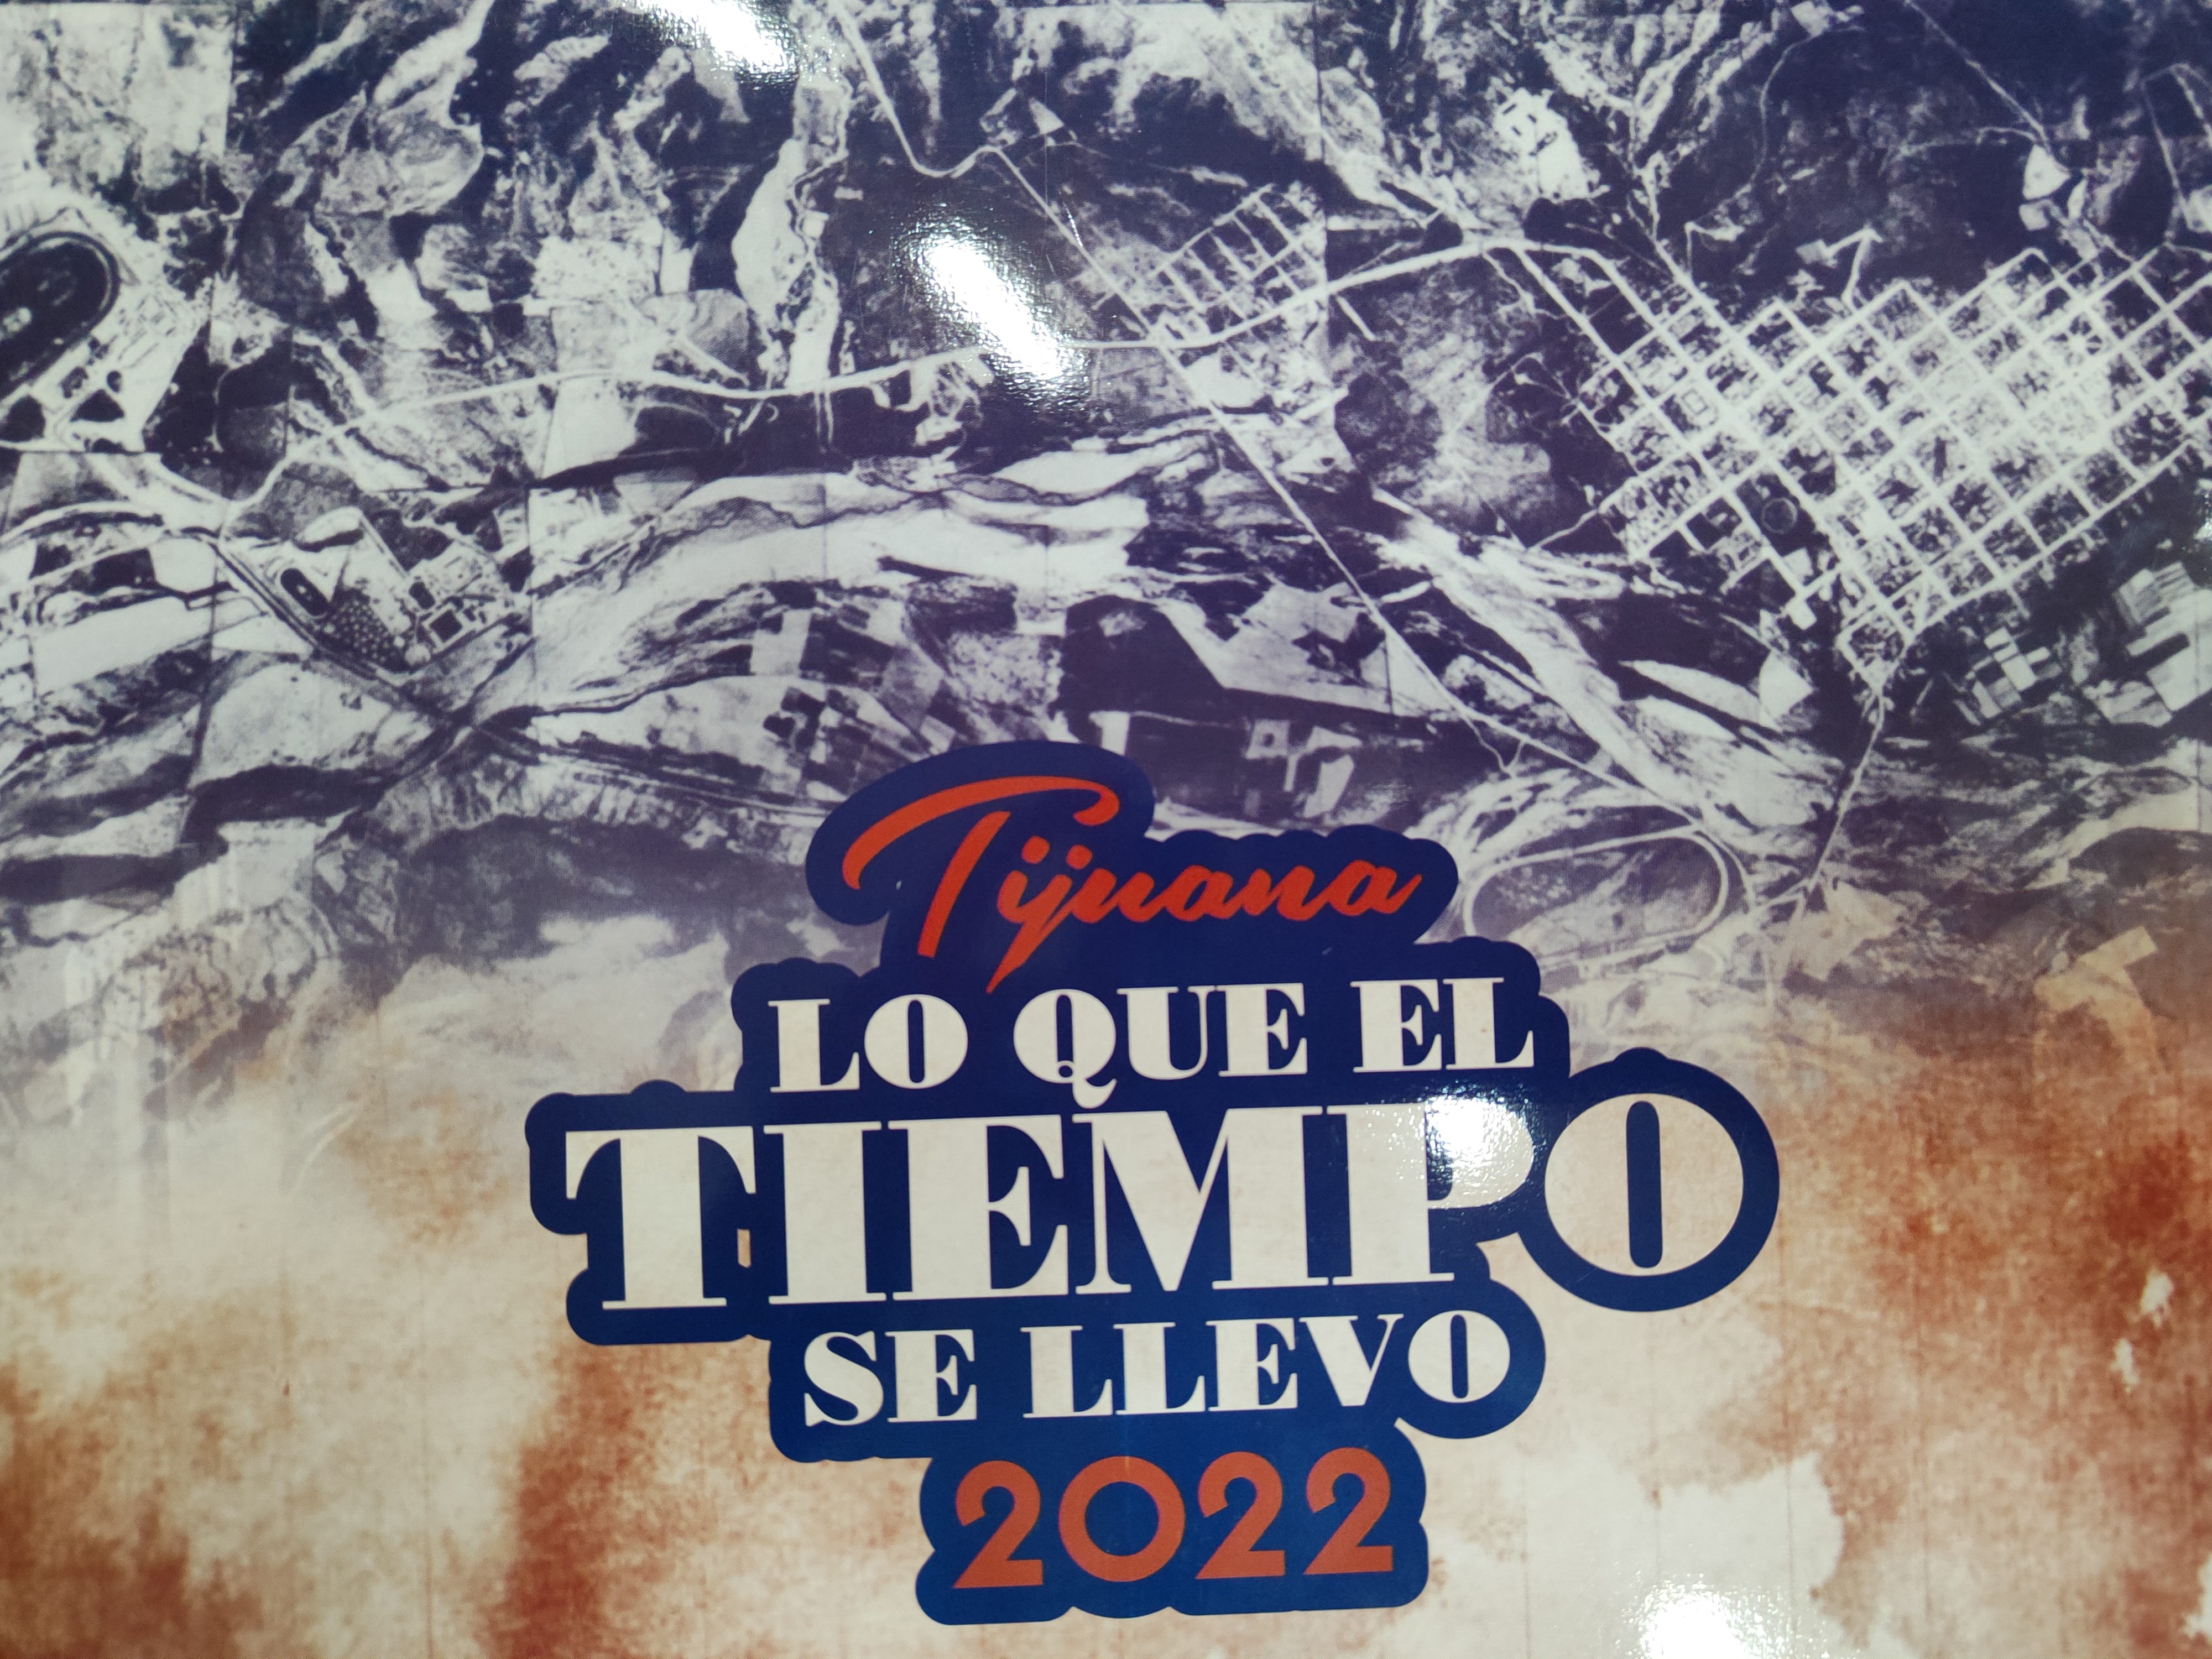 Tijuana
LO QUE EL
TIEMPO
SE LLEVO
2022